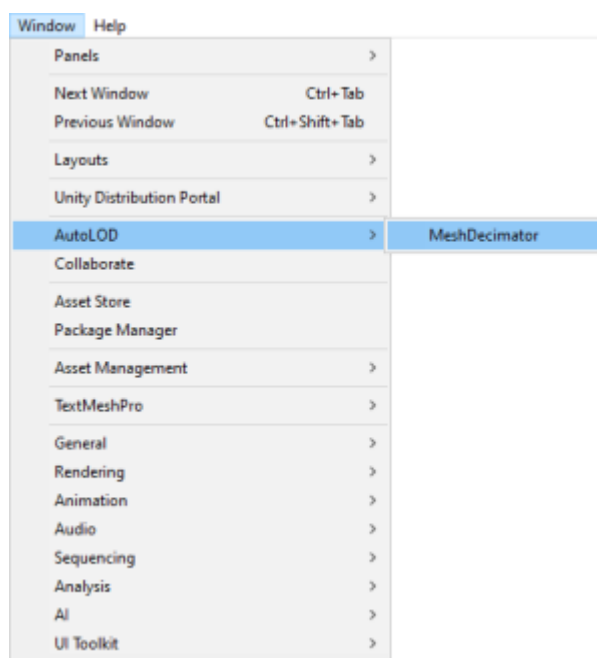 Window Help
Panels
Next Window Ctrl+Tab
Previous Window Ctrl+Shift+Tab
Layouts
Unity Distribution Portal
AutoLOD MeshDecimator
Collaborate
Asset Store
Package Manager
Asset Management
TextMeshPro
General
Rendering
Animation
Audio
Sequencing
Analysis
AI
UI Toolkit